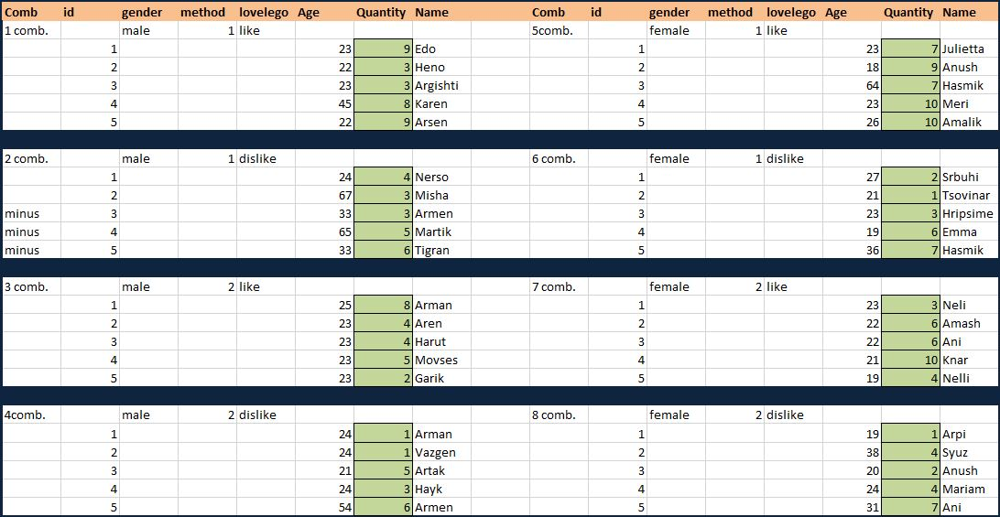 Comb id gender method lovelego Age Quantity Name Comb id gender method lovelego Age Quantity Name
1 comb. male 1 like 5comb. female 1 like
1 23 9 Edo 1 23 7 Julietta
2 22 3 Heno 2 18 9 Anush
3 23 3 Argishti 3 64 7 Hasmik
4 45 8 Karen 4 23 10 Meri
5 22 9 Arsen 5 26 10 Amalik
2 comb. male 1 dislike 6 comb. female 1 dislike
1 24 4 Nerso 1 27 2 Srbuhi
2 67 3 Misha 2 21 1 Tsovinar
minus 3 33 3 Armen 3 23 3 Hripsime
minus 4 65 5 Martik 4 19 6 Emma
minus 5 33 6 Tigran 5 36 7 Hasmik
3 comb. male 2 like 7 comb. female 2 like
1 25 8 Arman 1 23 3 Neli
2 23 4 Aren 2 22 6 Amash
3 23 4 Harut 3 22 6 Ani
4 23 5 Movses 4 21 10 Knar
5 23 2 Garik 5 19 4 Nelli
4comb. male 2 dislike 8 comb. female 2 dislike
1 24 1 Arman 1 19 1 Arpi
2 24 1 Vazgen 2 38 4 Syuz
3 21 5 Artak 3 20 2 Anush
4 24 3 Hayk 4 24 4 Mariam
5 54 6 Armen 5 31 7 Ani